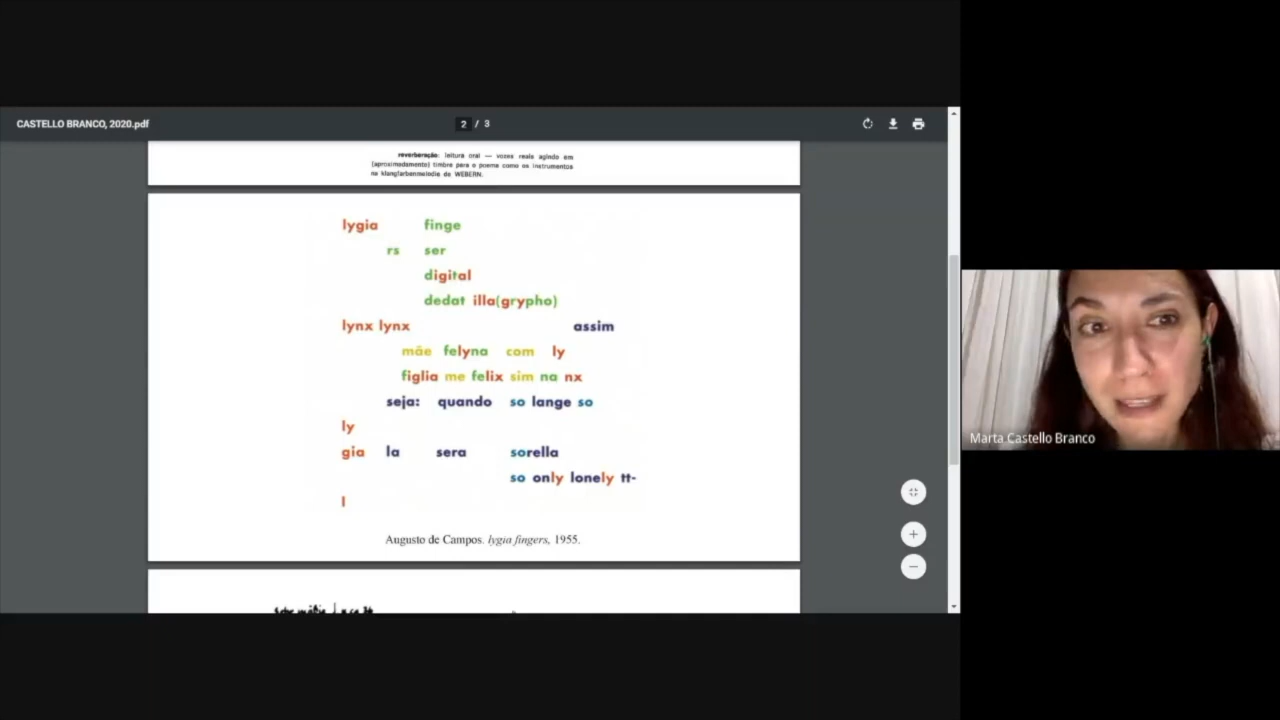 CASTELLO BRANCO, 2020.pdf
2 / 3
reverberação: leitura oral — vozes reais agindo em
(aproximadamente) timbre para o poema como os instrumentos
na klangfarbenmelodie de WEBERN.
lygia finge
rs ser
digital
dedat illa(grypho)
lynx lynx assim
mãe felyna com ly
figlia me felix sim na nx
seja: quando so lange so
ly
gia la sera sorella
so only lonely tt-
l
Augusto de Campos. lygia fingers, 1955.
Marta Castello Branco